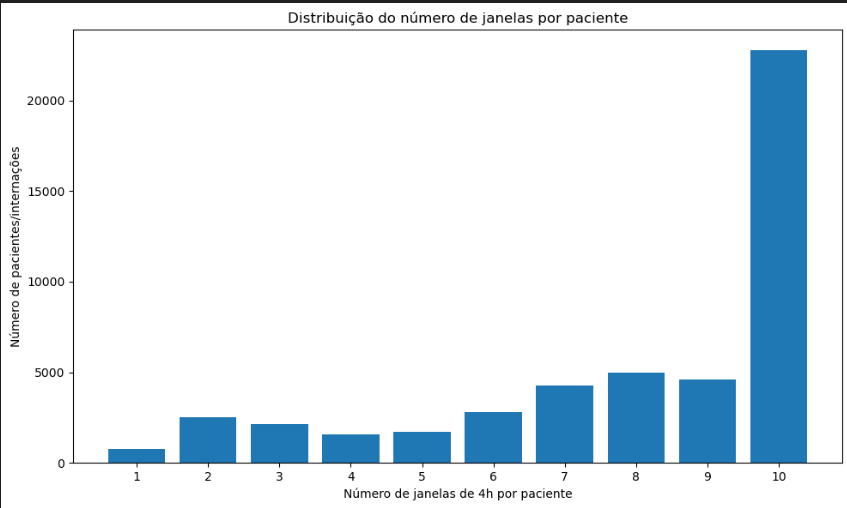 Distribuição do número de janelas por paciente
Número de pacientes/internações
20000
15000
10000
5000
0
1 2 3 4 5 6 7 8 9 10
Número de janelas de 4h por paciente